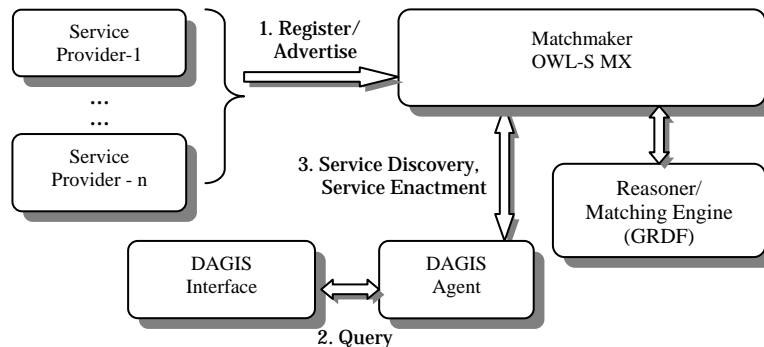 Service
Provider-1
...
...
Service
Provider - n
1. Register/
Advertise
Matchmaker
OWL-S MX
3. Service Discovery,
Service Enactment
Reasoner/
Matching Engine
(GRDF)
DAGIS
Interface
DAGIS
Agent
2. Query